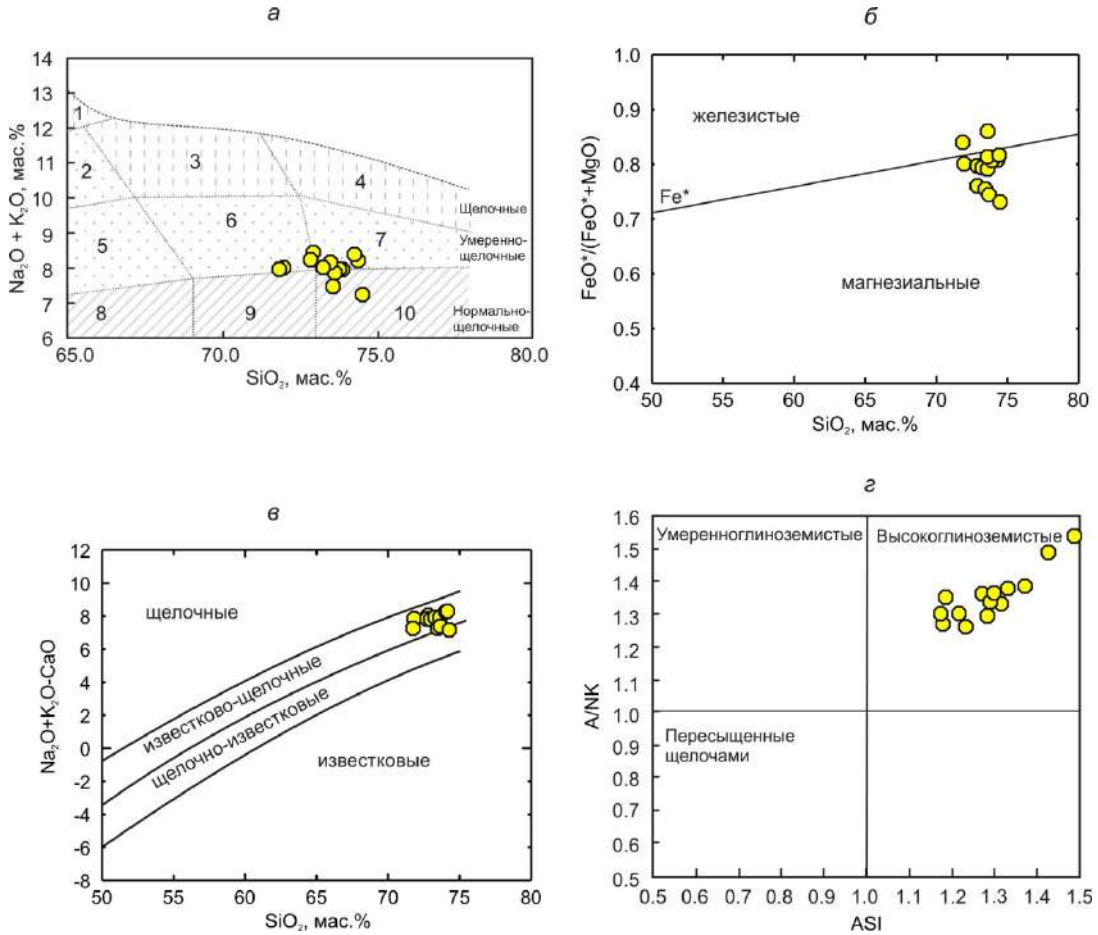 а
14
13
12
11
10
9
8
7
6
65.0
70.0
75.0
80.0
Na₂O + K₂O, мас.%
SiO₂, мас.%
1
2
3
4
5
6
7
8
9
10
Щелочные
Умеренно-
щелочные
Нормально-
щелочные
б
1.0
0.9
0.8
0.7
0.6
0.5
0.4
50
55
60
65
70
75
80
FeO*/(FeO*+MgO)
SiO₂, мас.%
железистые
Fe*
магнезиальные
в
12
10
8
6
4
2
0
-2
-4
-6
-8
50
55
60
65
70
75
80
Na₂O+K₂O-CaO
SiO₂, мас.%
щелочные
известково-щелочные
щелочно-известковые
известковые
г
1.6
1.5
1.4
1.3
1.2
1.1
1.0
0.9
0.8
0.7
0.6
0.5
0.5
0.6
0.7
0.8
0.9
1.0
1.1
1.2
1.3
1.4
1.5
A/NK
ASI
Умеренноглиноземистые
Высокоглиноземистые
Пересыщенные
щелочами